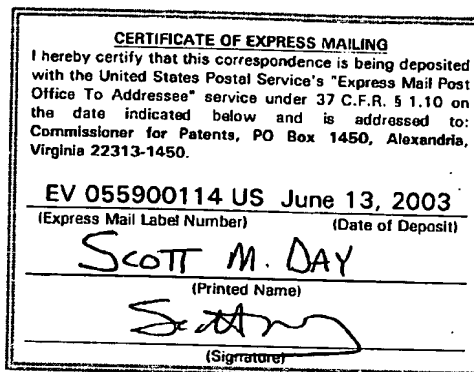 CERTIFICATE OF EXPRESS MAILING
I hereby certify that this correspondence is being deposited
with the United States Postal Service's "Express Mail Post
Office To Addressee" service under 37 C.F.R. § 1.10 on
the date indicated below and is addressed to:
Commissioner for Patents, PO Box 1450, Alexandria,
Virginia 22313-1450.
EV 055900114 US June 13, 2003
(Express Mail Label Number) (Date of Deposit)
SCOTT M. DAY
(Printed Name)
(Signature)